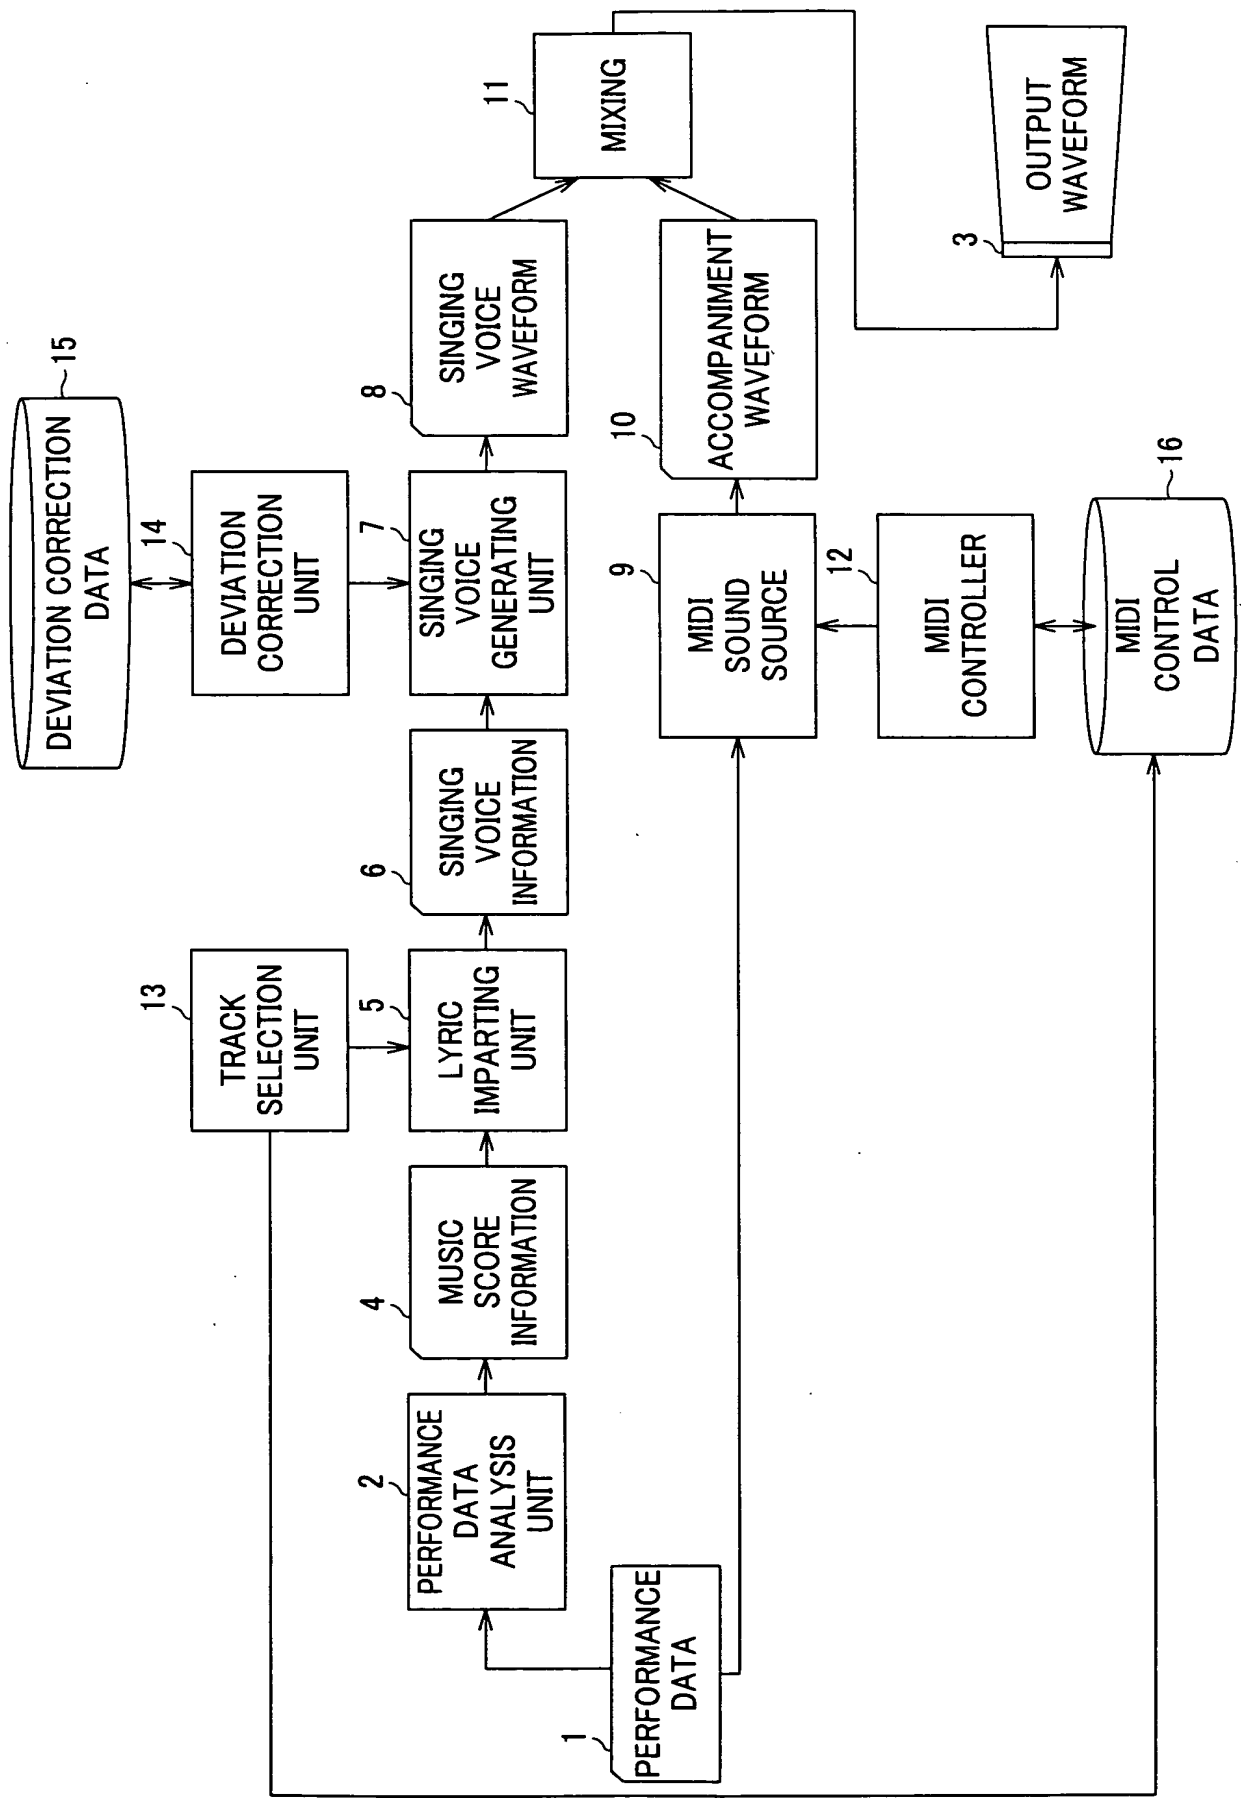 DEVIATION CORRECTION
DATA
15
13
TRACK
SELECTION
UNIT
14
DEVIATION
CORRECTION
UNIT
2
PERFORMANCE
DATA
ANALYSIS
UNIT
4
MUSIC
SCORE
INFORMATION
5
LYRIC
IMPARTING
UNIT
6
SINGING
VOICE
INFORMATION
7
SINGING
VOICE
GENERATING
UNIT
8
SINGING
VOICE
WAVEFORM
11
MIXING
1
PERFORMANCE
DATA
9
MIDI
SOUND
SOURCE
10
ACCOMPANIMENT
WAVEFORM
12
MIDI
CONTROLLER
3
OUTPUT
WAVEFORM
16
MIDI
CONTROL
DATA